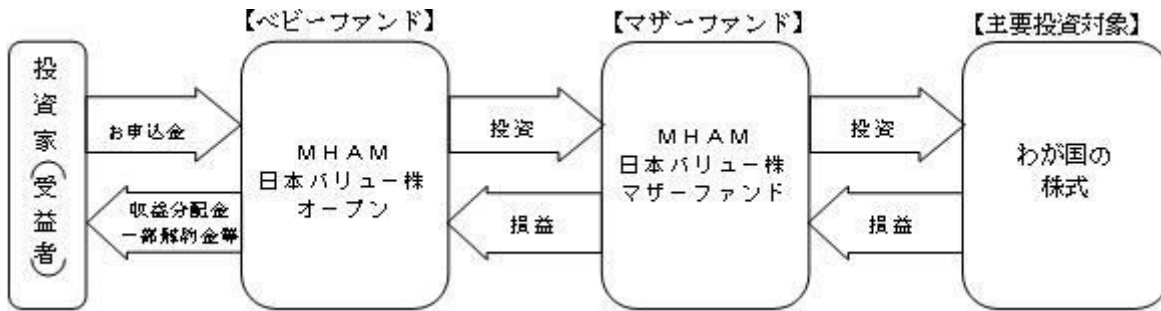 【ベビーファンド】
【マザーファンド】
【主要投資対象】
投資家（受益者）
お申込金
収益分配金
一部解約金等
ＭＨＡＭ
日本バリュー株
オープン
投資
損益
ＭＨＡＭ
日本バリュー株
マザーファンド
投資
損益
わが国の
株式